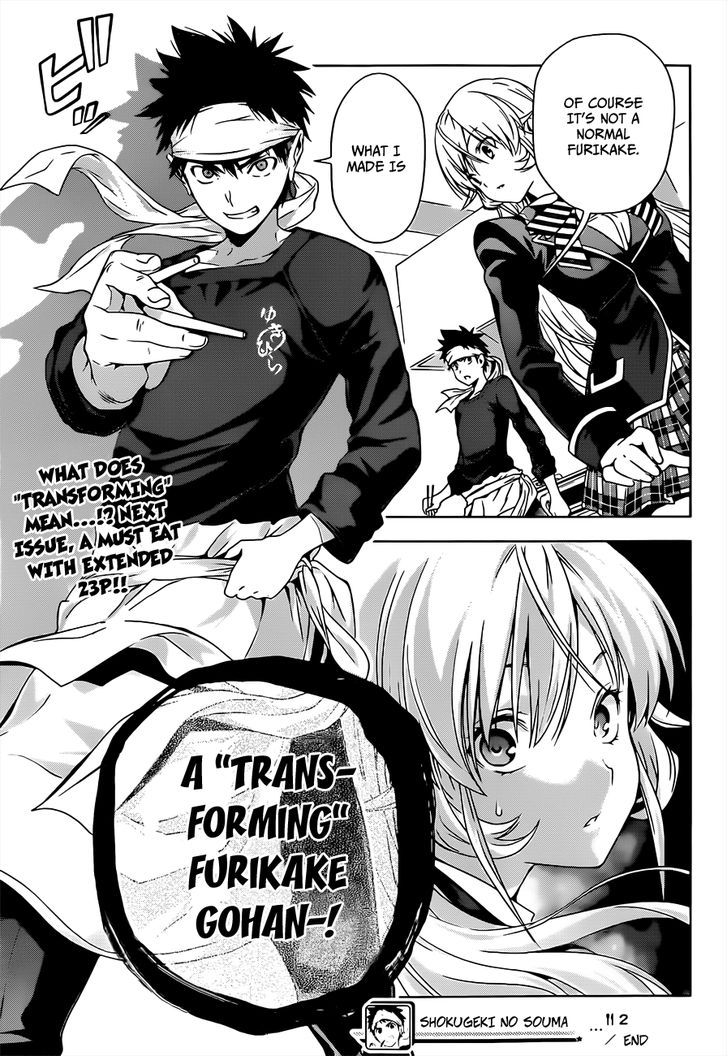 OF COURSE
IT'S NOT A
NORMAL
FURIKAKE.
WHAT I
MADE IS
ビッ
ゆきひら
A "TRANS-
FORMING"
FURIKAKE
GOHAN-!
WHAT DOES
"TRANSFORMING"
MEAN...!? NEXT
ISSUE, A MUST EAT
WITH EXTENDED
23P!!
SHOKUGEKI NO SOUMA ...112 / END